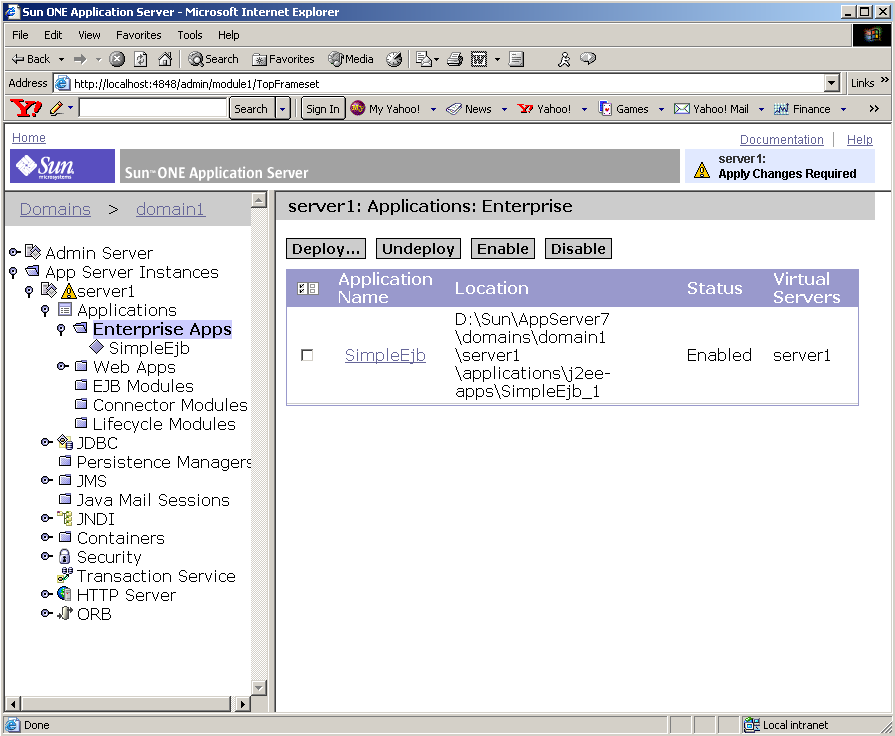 Sun ONE Application Server - Microsoft Internet Explorer
File Edit View Favorites Tools Help
Back Search Favorites Media
Address http://localhost:4848/admin/module1/TopFrameset Links »
Y! Search Sign In My Yahoo! News Yahoo! Games Yahoo! Mail Finance »
Home
Documentation | Help
Sun microsystems
Sun™ ONE Application Server
server1:
Apply Changes Required
Domains > domain1
Admin Server
App Server Instances
server1
Applications
Enterprise Apps
SimpleEjb
Web Apps
EJB Modules
Connector Modules
Lifecycle Modules
JDBC
Persistence Managers
JMS
Java Mail Sessions
JNDI
Containers
Security
Transaction Service
HTTP Server
ORB
server1: Applications: Enterprise
Deploy... Undeploy Enable Disable
Application Name Location Status Virtual Servers
SimpleEjb
D:\Sun\AppServer7
\domains\domain1
\server1
\applications\j2ee-
apps\SimpleEjb_1
Enabled server1
Done Local intranet